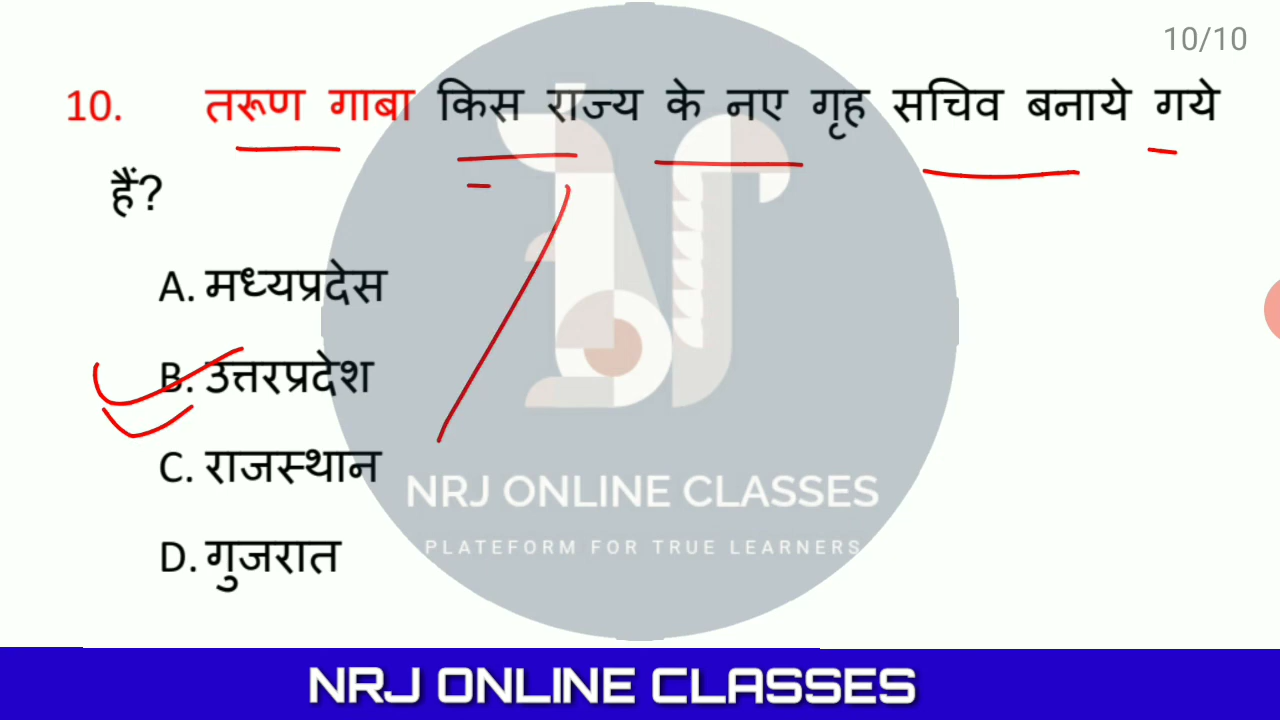 10/10
10. तरूण गाबा किस राज्य के नए गृह सचिव बनाये गये
हैं?
A. मध्यप्रदेस
B. उत्तरप्रदेश
C. राजस्थान
D. गुजरात
NRJ ONLINE CLASSES
PLATEFORM FOR TRUE LEARNERS
NRJ ONLINE CLASSES